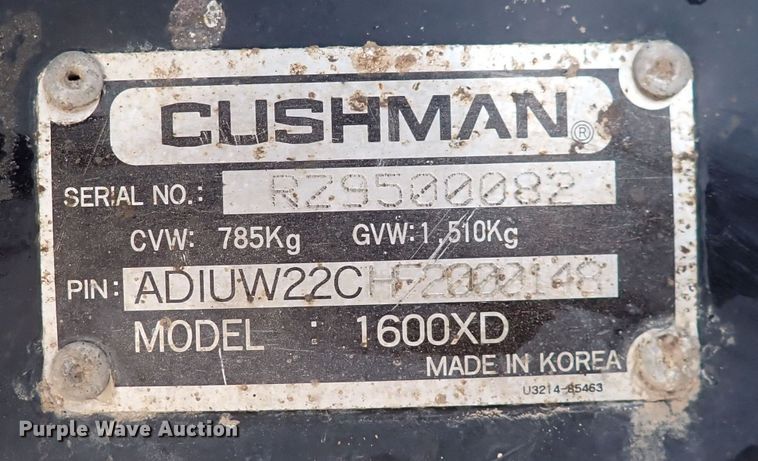 CUSHMAN®
SERIAL NO.: RZ9500082
CVW: 785Kg GVW: 1,510Kg
PIN: ADIUW22CHF2000148
MODEL : 1600XD
MADE IN KOREA
U3214-85463
Purple Wave Auction